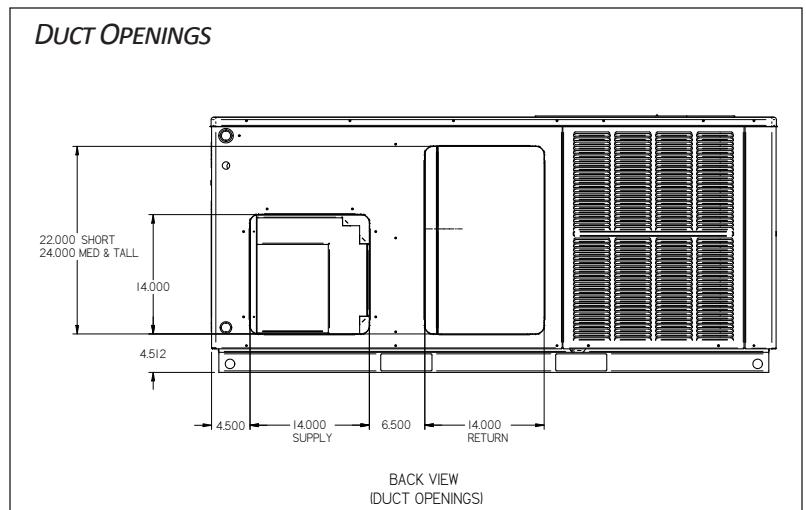 DUCT OPENINGS
22.000 SHORT
24.000 MED & TALL
14.000
4.512
4.500
14.000
SUPPLY
6.500
14.000
RETURN
BACK VIEW
(DUCT OPENINGS)